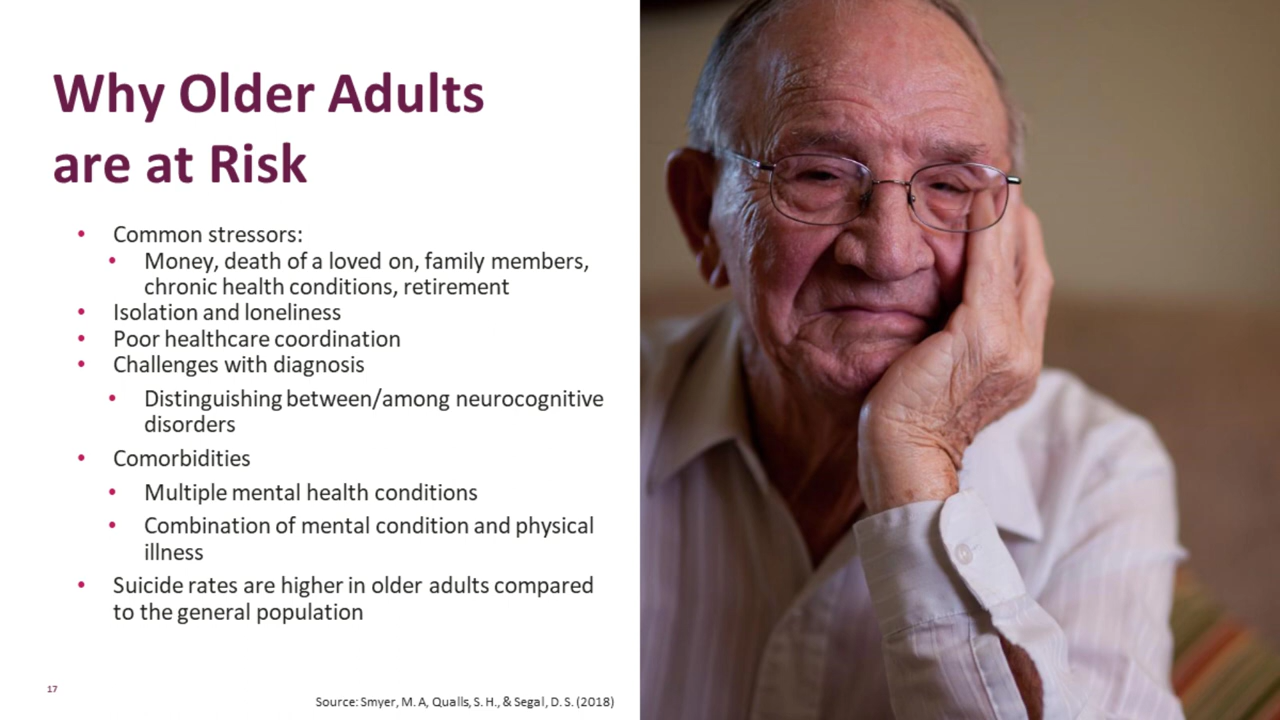 Why Older Adults
are at Risk
• Common stressors:
• Money, death of a loved on, family members,
chronic health conditions, retirement
• Isolation and loneliness
• Poor healthcare coordination
• Challenges with diagnosis
• Distinguishing between/among neurocognitive
disorders
• Comorbidities
• Multiple mental health conditions
• Combination of mental condition and physical
illness
• Suicide rates are higher in older adults compared
to the general population
17
Source: Smyer, M. A, Qualls, S. H., & Segal, D. S. (2018)